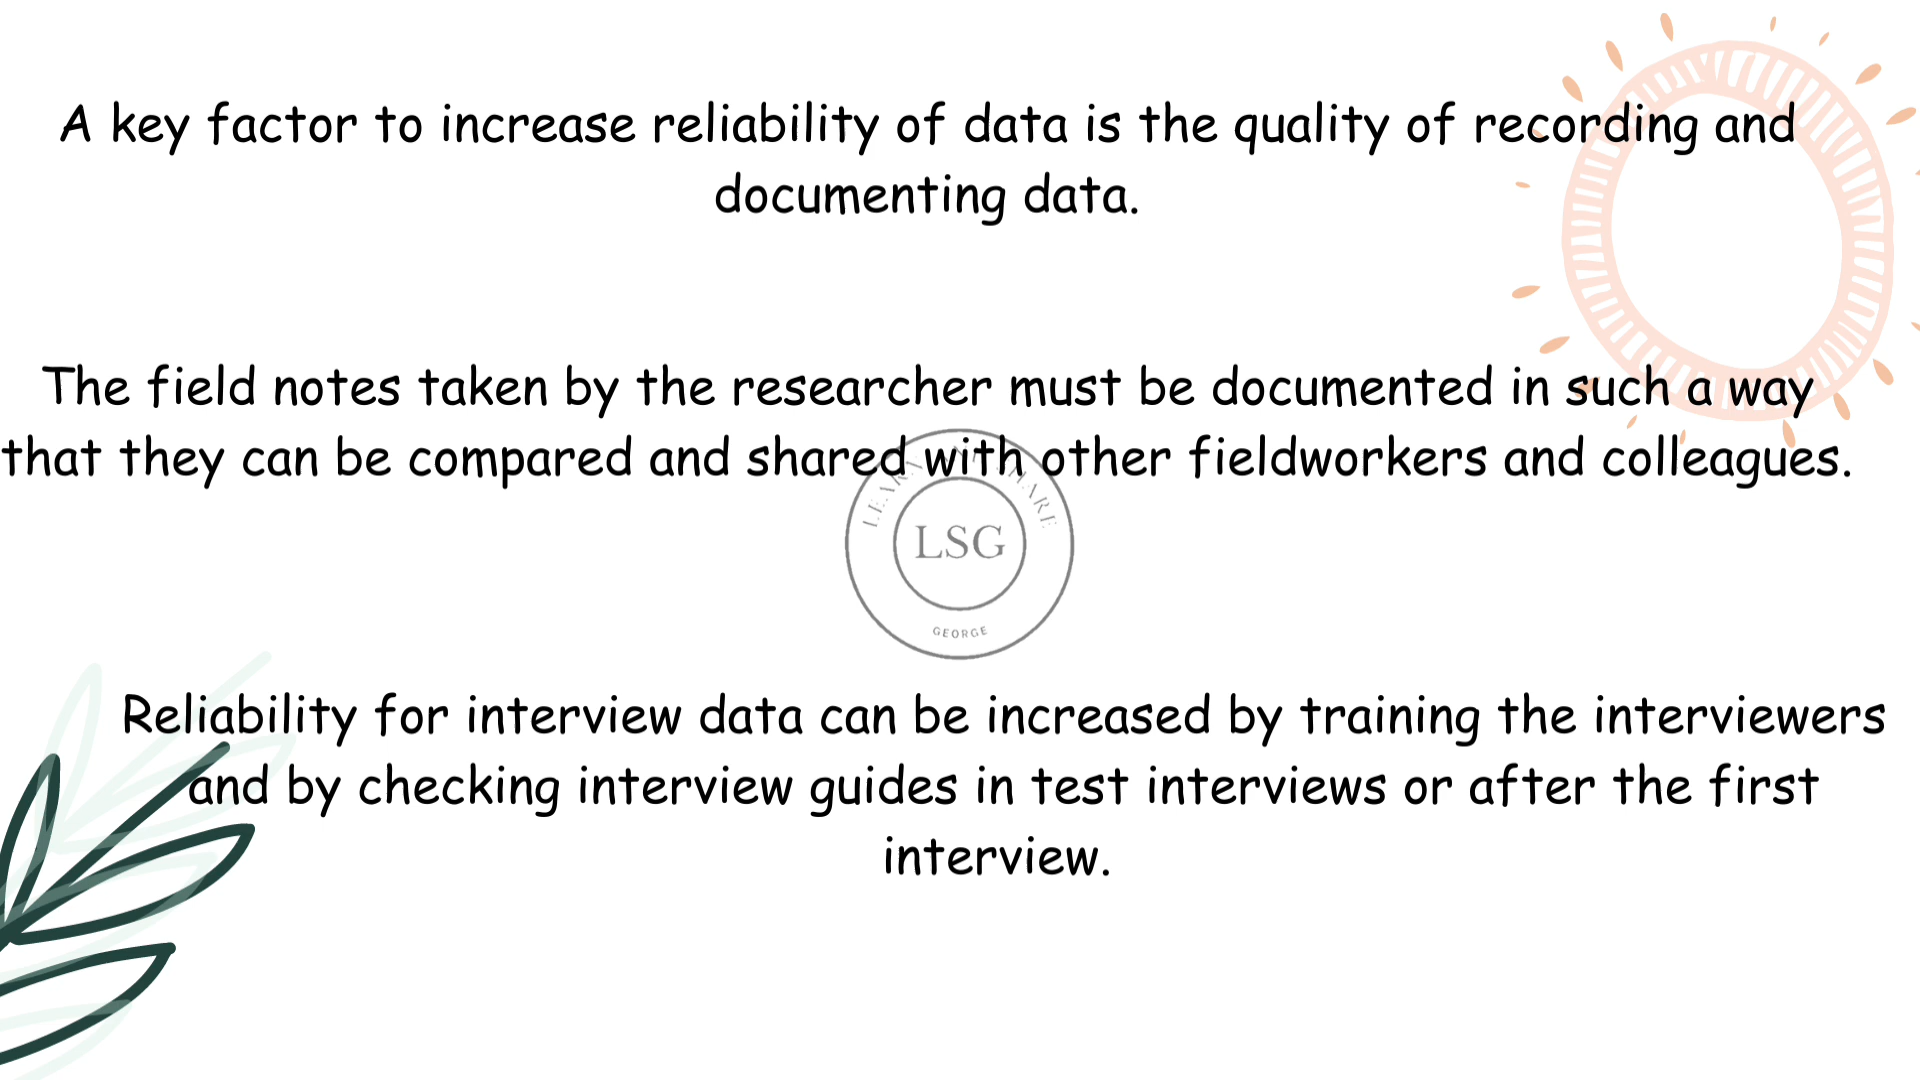 A key factor to increase reliability of data is the quality of recording and
documenting data.
The field notes taken by the researcher must be documented in such a way
that they can be compared and shared with other fieldworkers and colleagues.
LSG
GEORGE
Reliability for interview data can be increased by training the interviewers
and by checking interview guides in test interviews or after the first
interview.